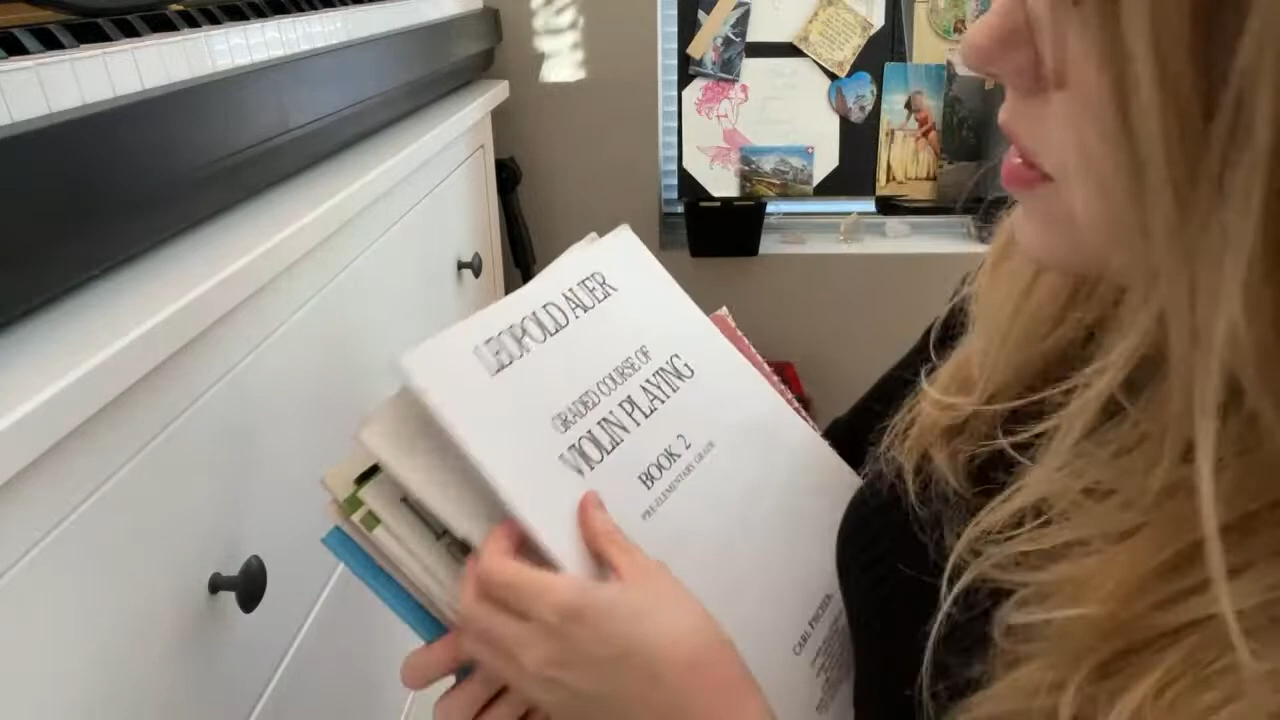 LEOPOLD AUER
GRADED COURSE OF
VIOLIN PLAYING
BOOK 2
PRE-ELEMENTARY GRADE
CARL FISCHER